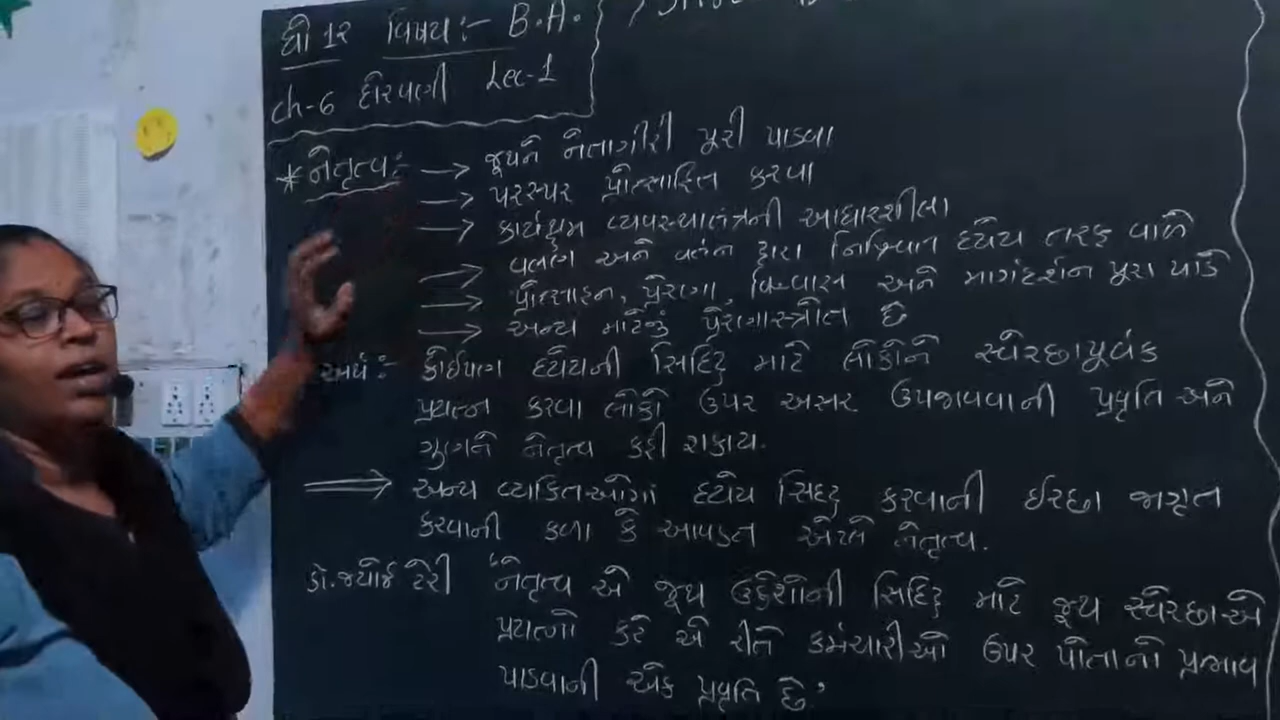 ધો 12 વિષય:- B.A.
ch-6 દોરવણી Lec-1
* નેતૃત્વ:- → જૂથને નેતાગીરી પૂરી પાડવા
→ પરસ્પર પ્રોત્સાહિત કરવા
→ કાર્યક્ષમ વ્યવસ્થાતંત્રની આધારશીલા
→ વલણ અને વર્તન દ્વારા નિશ્ચિત ધ્યેય તરફ વાળે
→ પ્રોત્સાહન, પ્રેરણા, વિશ્વાસ અને માર્ગદર્શન પૂરા પાડે
→ અન્ય માટેનું પ્રેરણાસ્ત્રોત છે
અર્થ:- કોઈપણ ધ્યેયની સિદ્ધિ માટે લોકોને સ્વેચ્છાપૂર્વક
પ્રયત્ન કરવા લોકો ઉપર અસર ઉપજાવવાની પ્રવૃત્તિ અને
ગુણને નેતૃત્વ કહી શકાય.
⇒ અન્ય વ્યક્તિઓમાં ધ્યેય સિદ્ધ કરવાની ઈચ્છા જાગૃત
કરવાની કળા કે આવડત એટલે નેતૃત્વ.
ડો. જ્યોર્જ ટેરી "નેતૃત્વ એ જૂથ ઉદ્દેશોની સિદ્ધિ માટે જૂથ સ્વેચ્છાએ
પ્રયત્નો કરે એ રીતે કર્મચારીઓ ઉપર પોતાનો પ્રભાવ
પાડવાની એક પ્રવૃત્તિ છે."